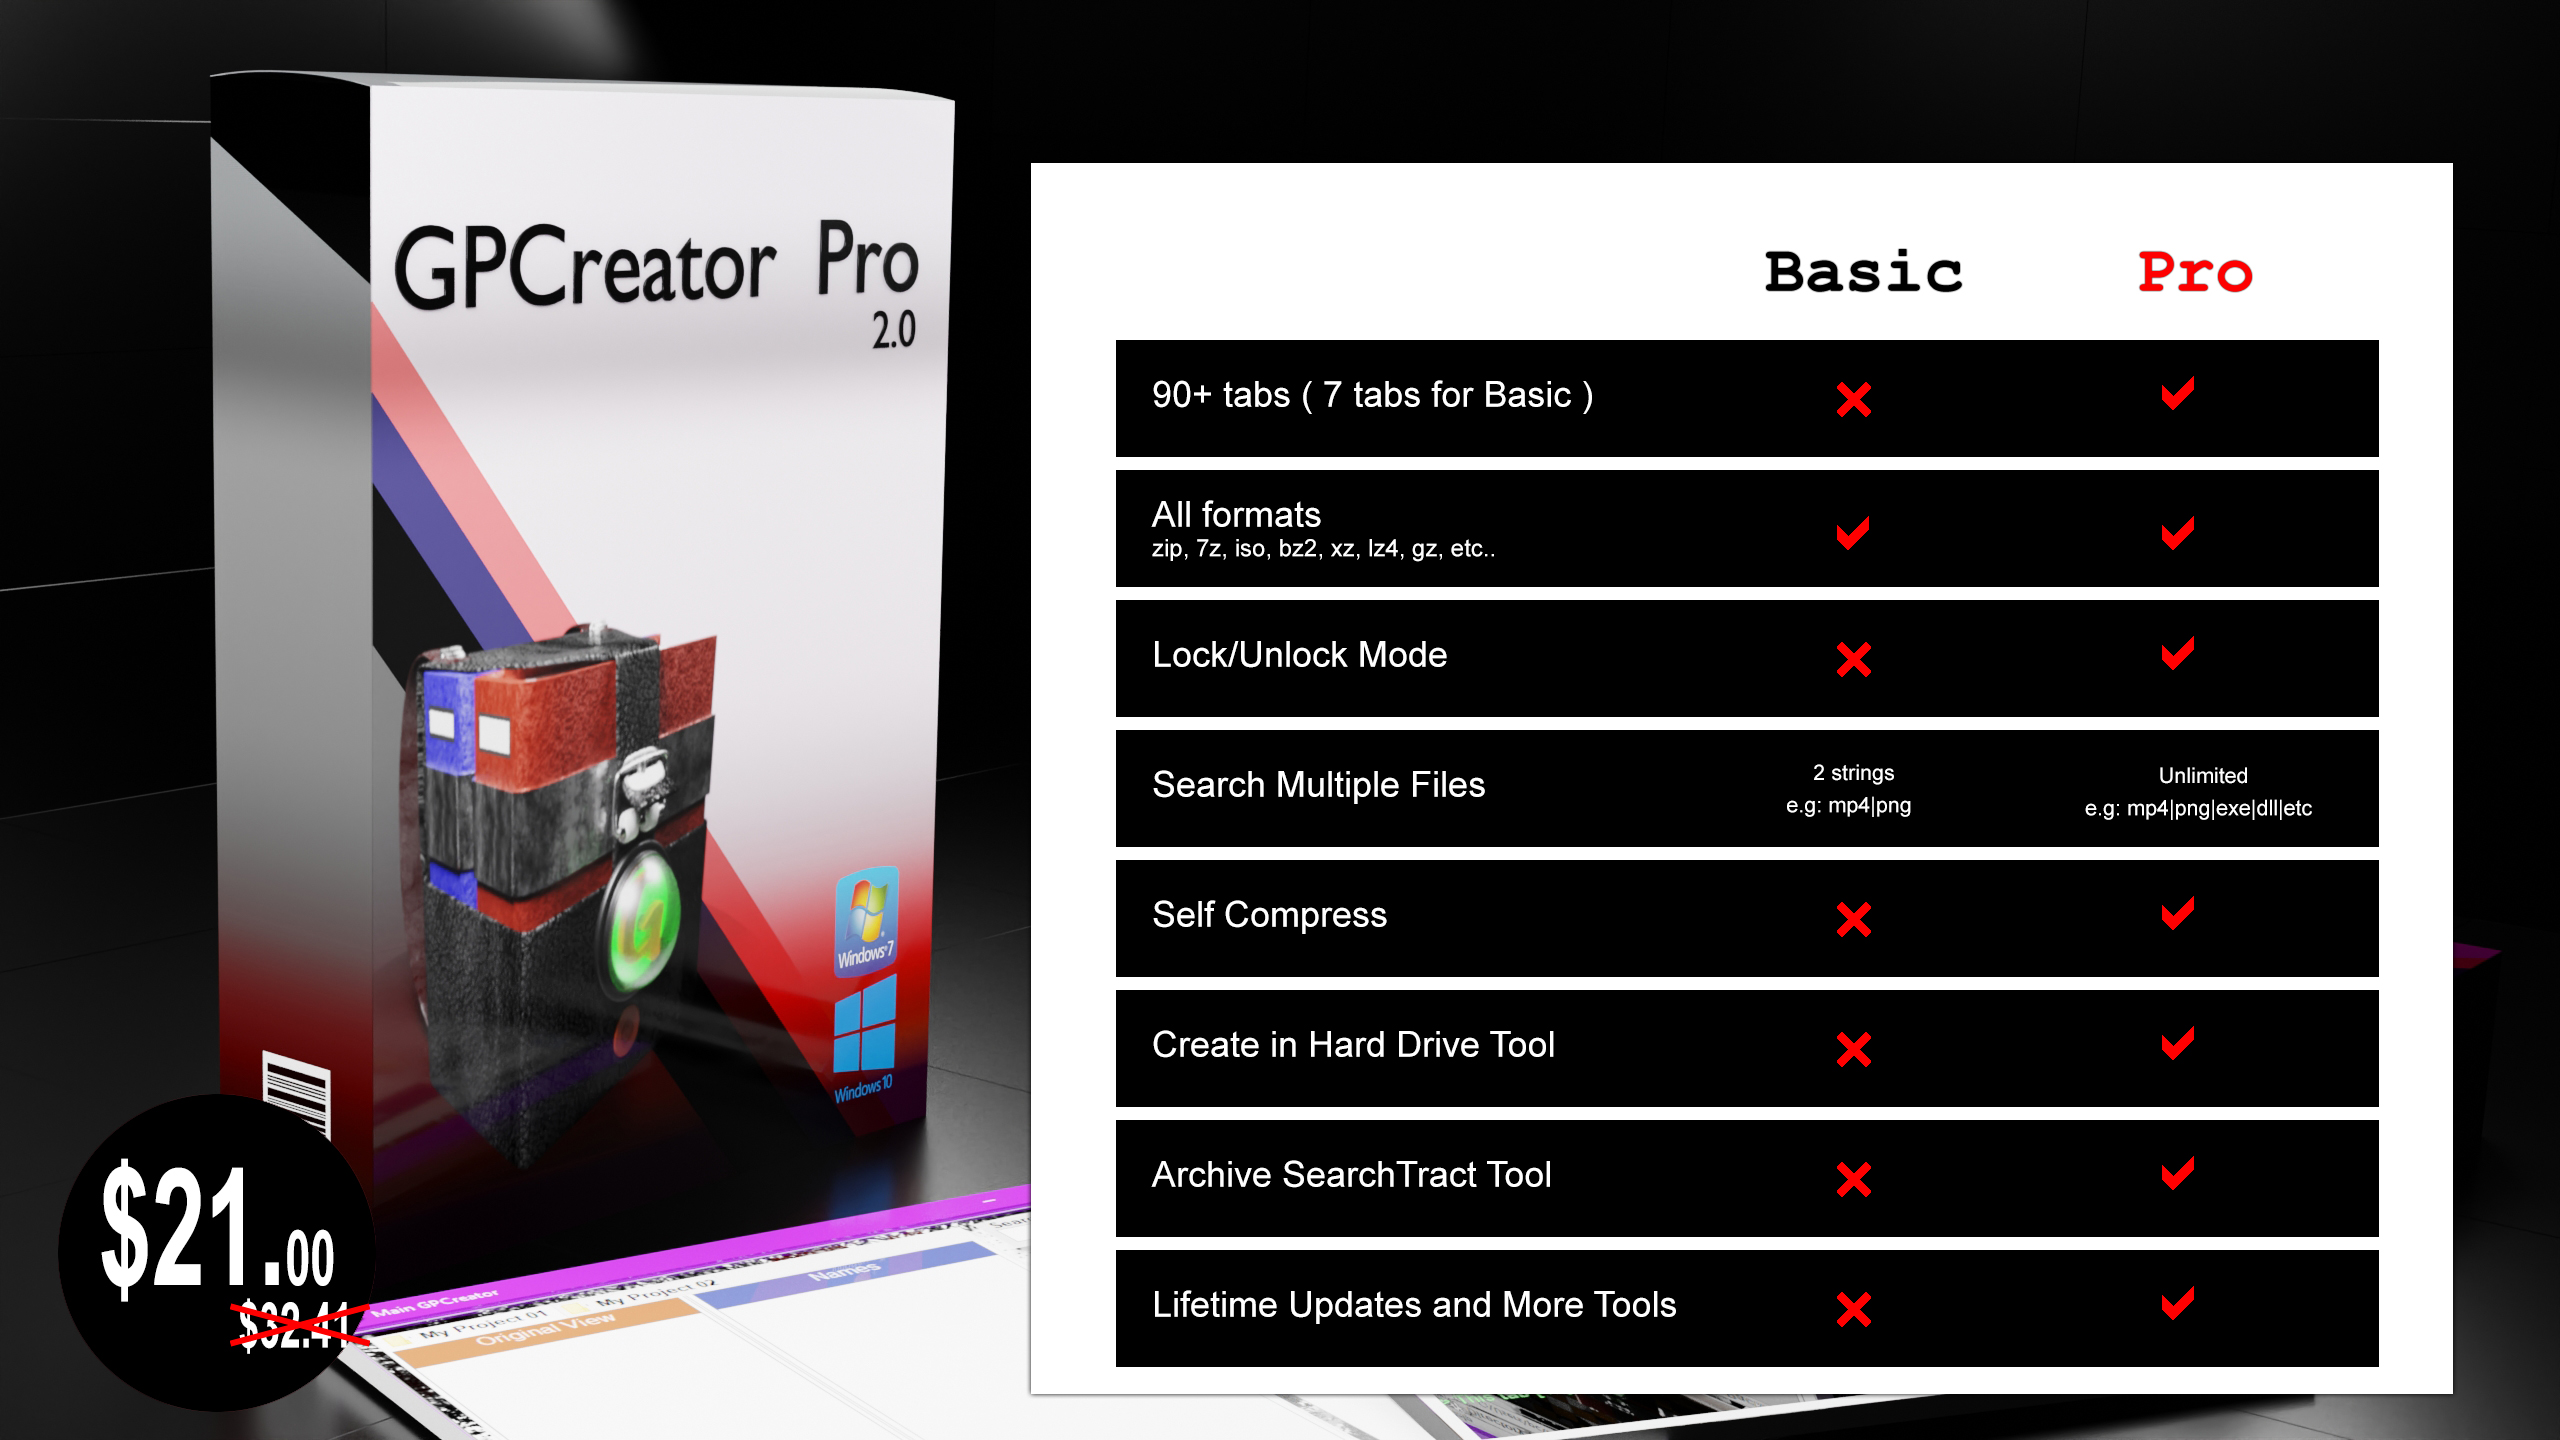 GPCreator Pro
2.0
Windows 7
Windows 10
$21.00
$32.41
Main GPCreator
My Project 01
My Project 02
Original View
Names
Basic
Pro
90+ tabs ( 7 tabs for Basic )
All formats
zip, 7z, iso, bz2, xz, lz4, gz, etc..
Lock/Unlock Mode
Search Multiple Files
2 strings
e.g: mp4|png
Unlimited
e.g: mp4|png|exe|dll|etc
Self Compress
Create in Hard Drive Tool
Archive SearchTract Tool
Lifetime Updates and More Tools